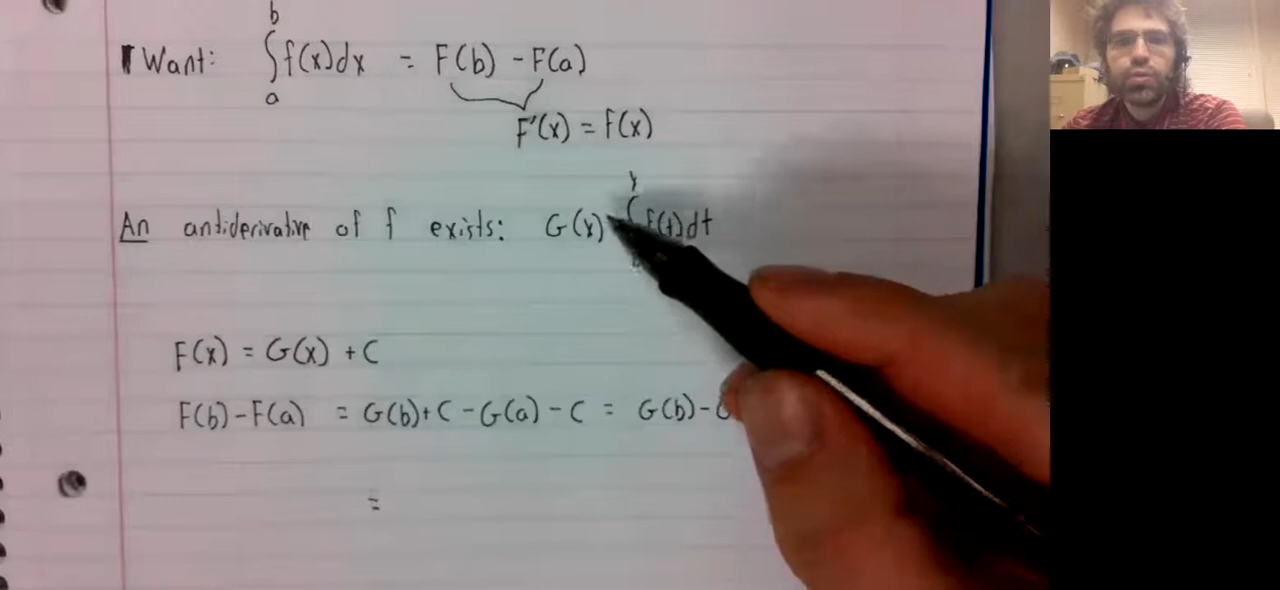 b
Want: ∫f(x)dx = F(b) - F(a)
a
F'(x) = f(x)
x
An antiderivative of f exists: G(x) ∫f(t)dt
F(x) = G(x) + C
F(b) - F(a) = G(b) + C - G(a) - C = G(b) -
=